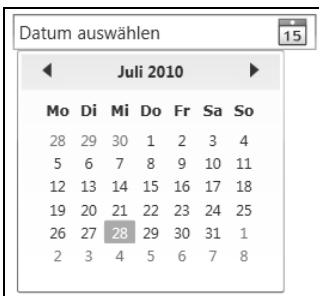 Datum auswählen 15
Juli 2010
Mo Di Mi Do Fr Sa So
28 29 30 1 2 3 4
5 6 7 8 9 10 11
12 13 14 15 16 17 18
19 20 21 22 23 24 25
26 27 28 29 30 31 1
2 3 4 5 6 7 8